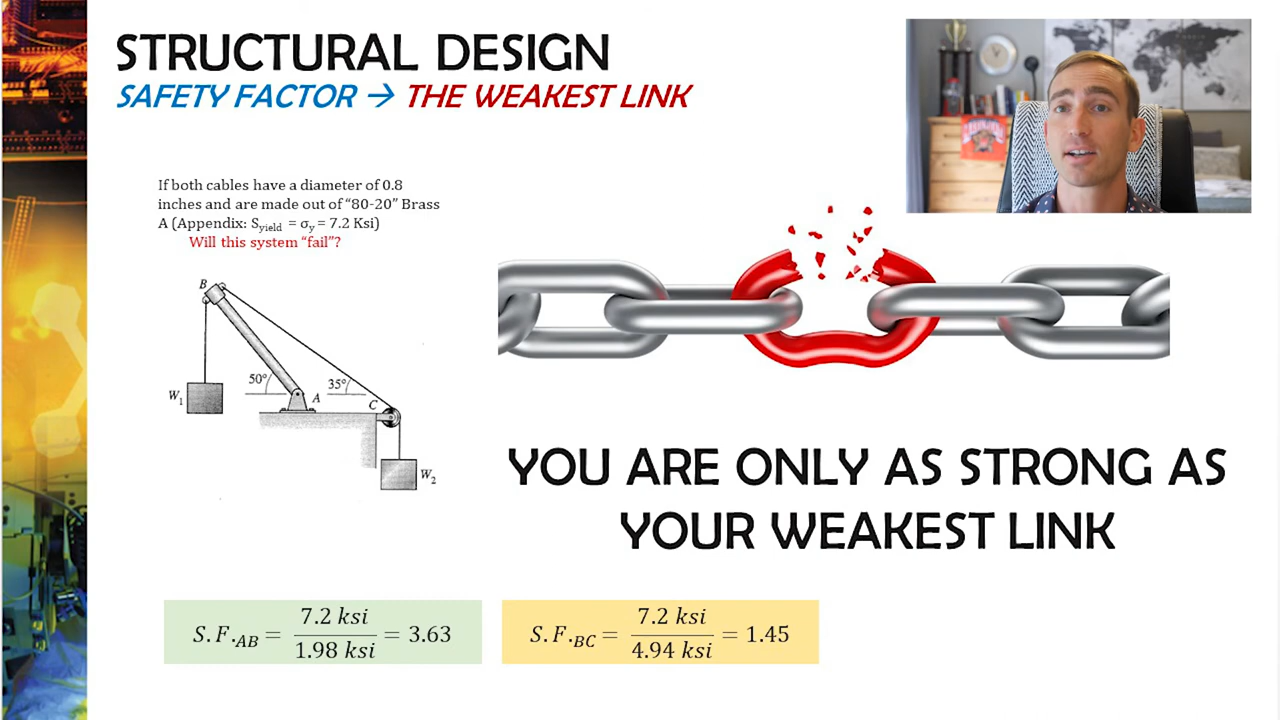 STRUCTURAL DESIGN
SAFETY FACTOR → THE WEAKEST LINK
If both cables have a diameter of 0.8
inches and are made out of “80-20” Brass
A (Appendix: Syield = σy = 7.2 Ksi)
Will this system “fail”?
B
50°
A
35°
C
W1
W2
YOU ARE ONLY AS STRONG AS
YOUR WEAKEST LINK
S.F.AB = 7.2 ksi / 1.98 ksi = 3.63
S.F.BC = 7.2 ksi / 4.94 ksi = 1.45